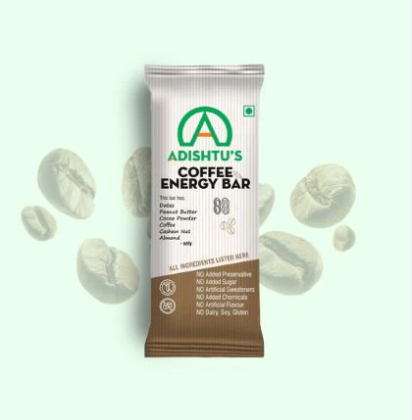 ADISHTU'S
COFFEE
ENERGY BAR
This bar has:
Dates
Peanut Butter
Cocoa Powder
Coffee
Cashew Nut
Almond
ALL INGREDIENTS LISTED HERE
NO Added Preservative
NO Added Sugar
NO Artificial Sweeteners
NO Added Chemicals
NO Artificial Flavour
NO Dairy, Soy, Gluten